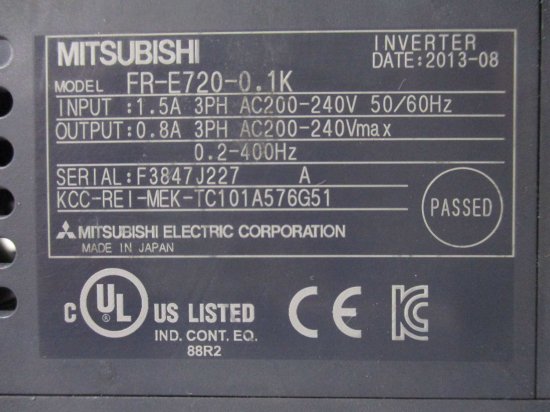 MITSUBISHI
INVERTER
DATE:2013-08
MODEL FR-E720-0.1K
INPUT :1.5A 3PH AC200-240V 50/60Hz
OUTPUT:0.8A 3PH AC200-240Vmax
0.2-400Hz
SERIAL:F3847J227 A
KCC-REI-MEK-TC101A576G51
PASSED
MITSUBISHI ELECTRIC CORPORATION
MADE IN JAPAN
C UL US LISTED
IND. CONT. EQ.
88R2
CE
KC